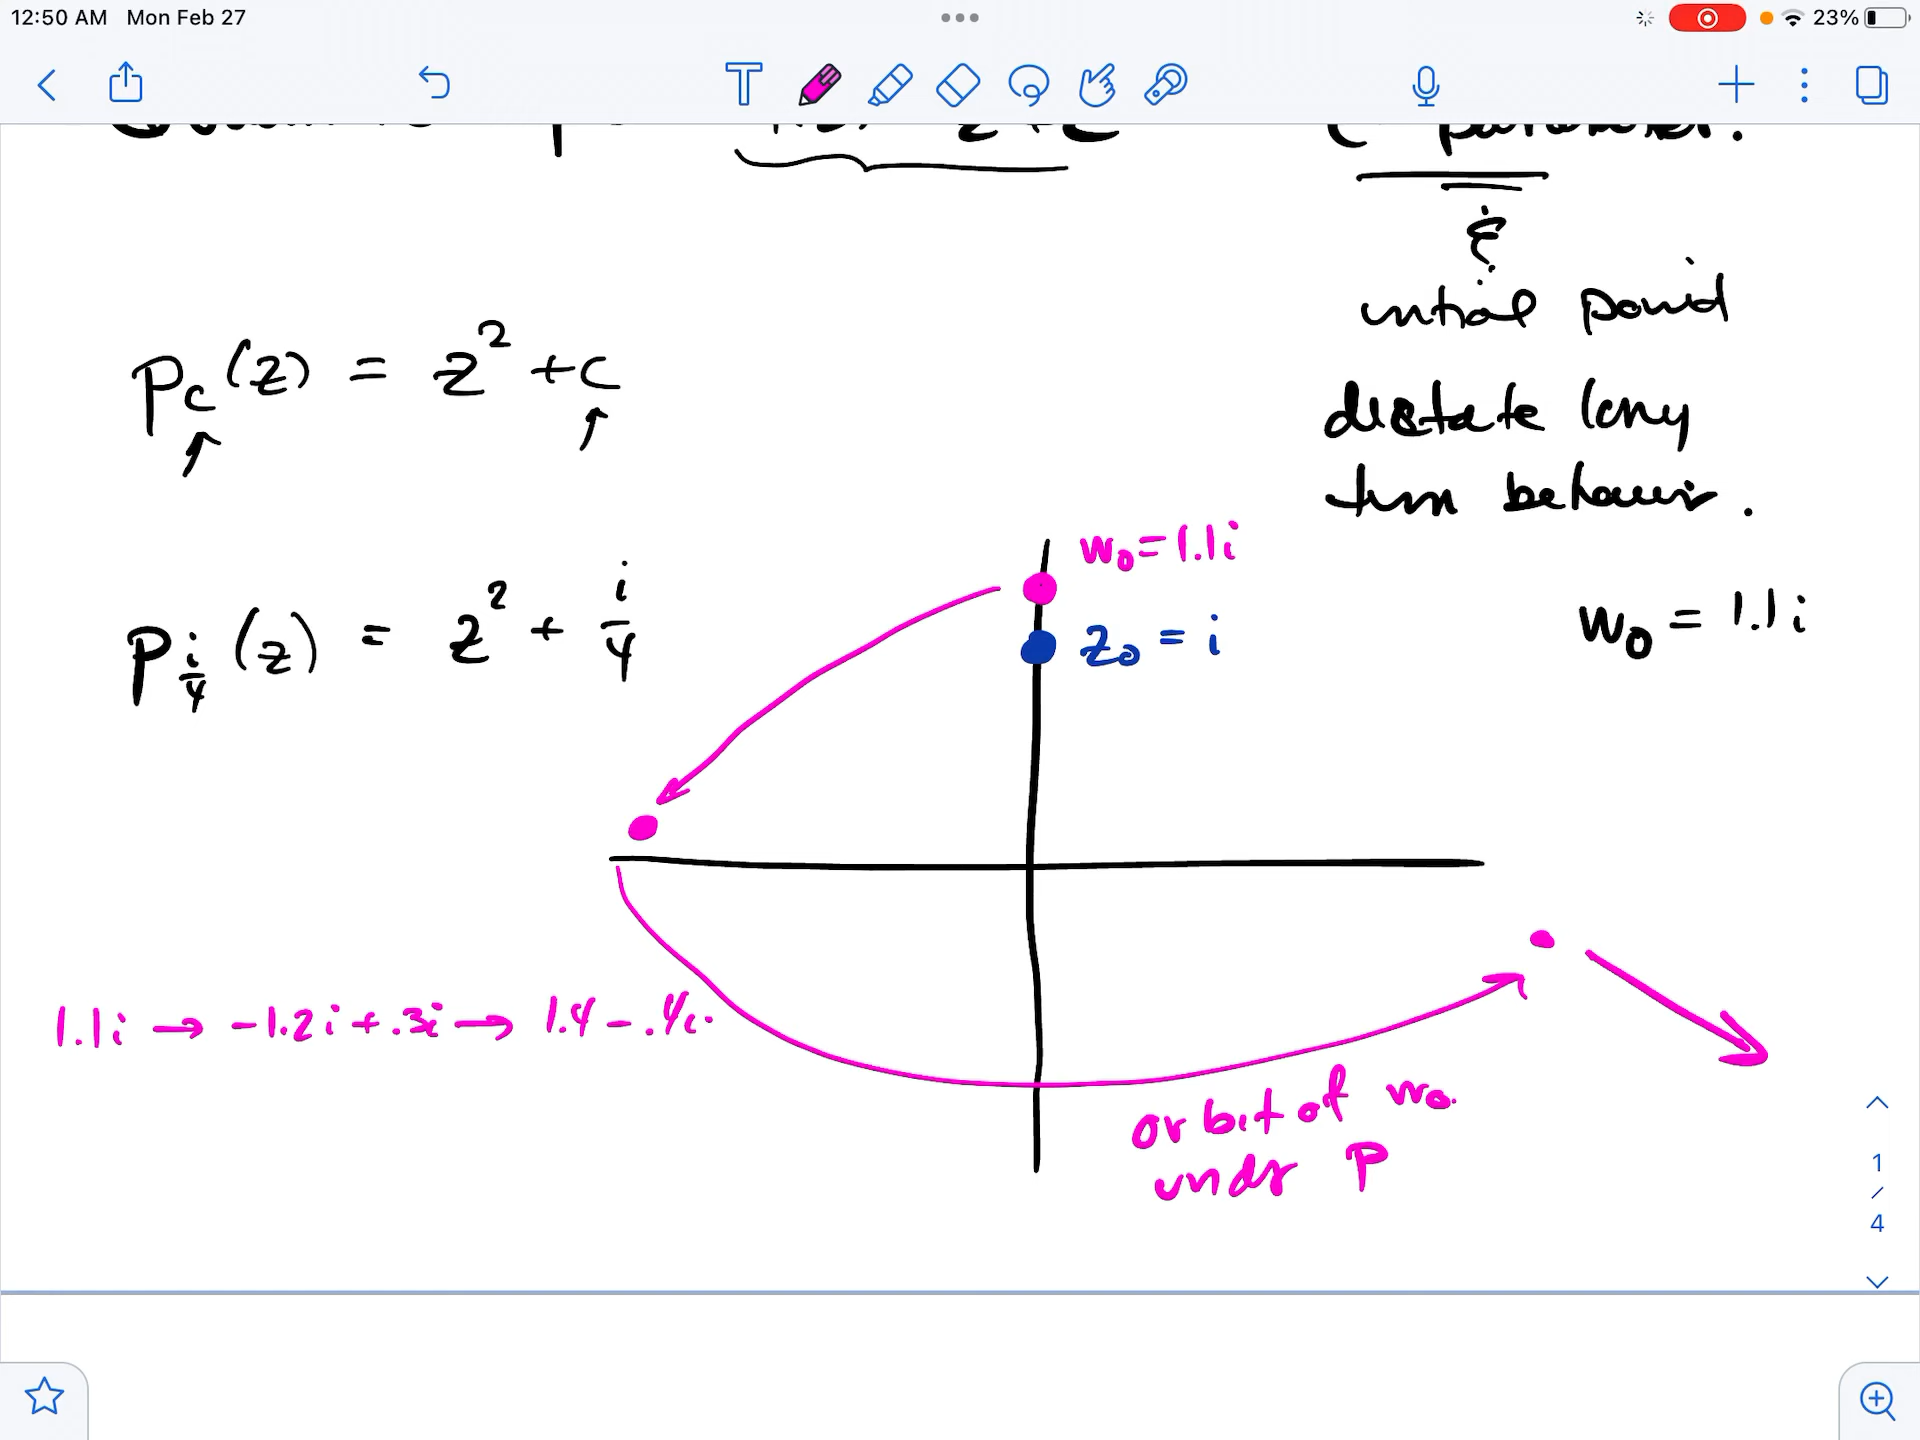 12:50 AM Mon Feb 27
23%
T
P_c(z) = z² + c
&
initial point
dictate long
term behavior.
w₀ = 1.1i
P_{i/4}(z) = z² + i/4
z₀ = i
w₀ = 1.1i
1.1i → -1.2i + .3i → 1.4 - .4i.
orbit of w₀.
under P
1
/
4